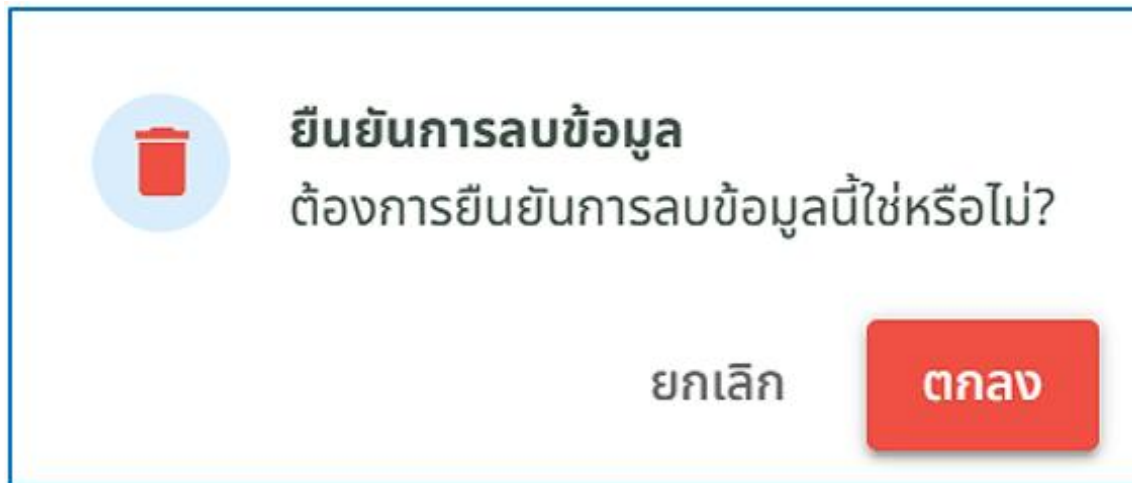 ยืนยันการลบข้อมูล
ต้องการยืนยันการลบข้อมูลนี้ใช่หรือไม่?
ยกเลิก ตกลง